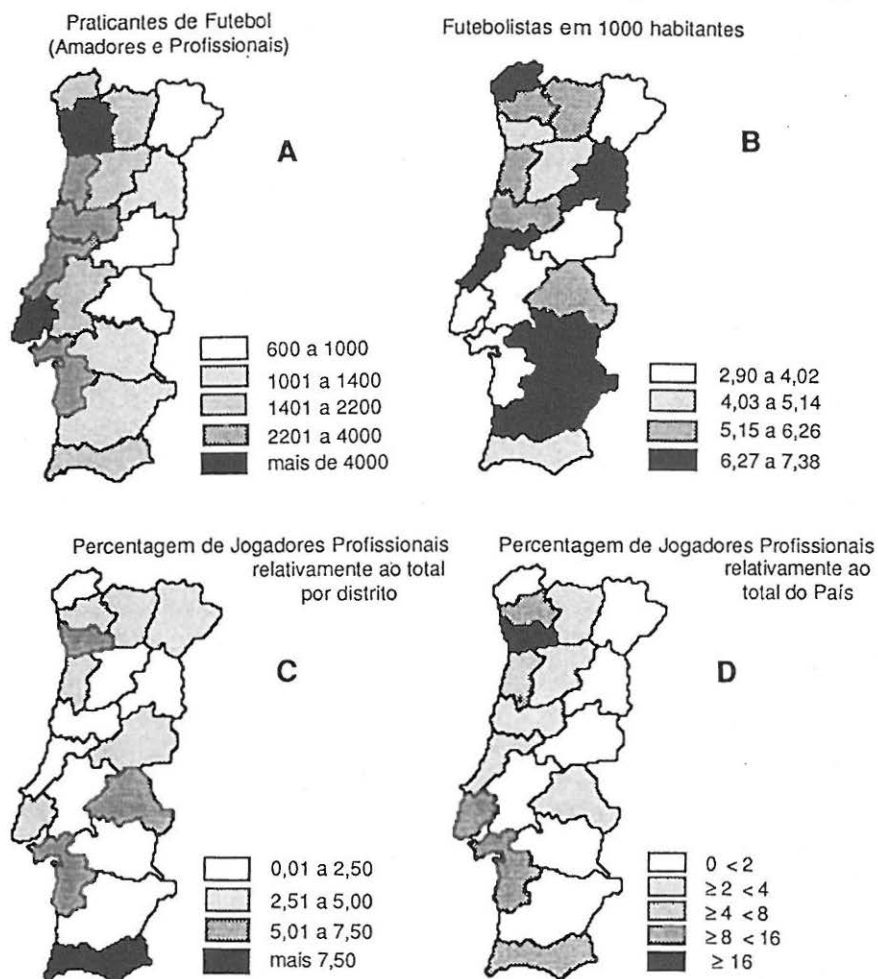 Praticantes de Futebol
(Amadores e Profissionais)
A
600 a 1000
1001 a 1400
1401 a 2200
2201 a 4000
mais de 4000
Futebolistas em 1000 habitantes
B
2,90 a 4,02
4,03 a 5,14
5,15 a 6,26
6,27 a 7,38
Percentagem de Jogadores Profissionais
relativamente ao total
por distrito
C
0,01 a 2,50
2,51 a 5,00
5,01 a 7,50
mais 7,50
Percentagem de Jogadores Profissionais
relativamente ao
total do País
D
0 < 2
≥ 2 < 4
≥ 4 < 8
≥ 8 < 16
≥ 16